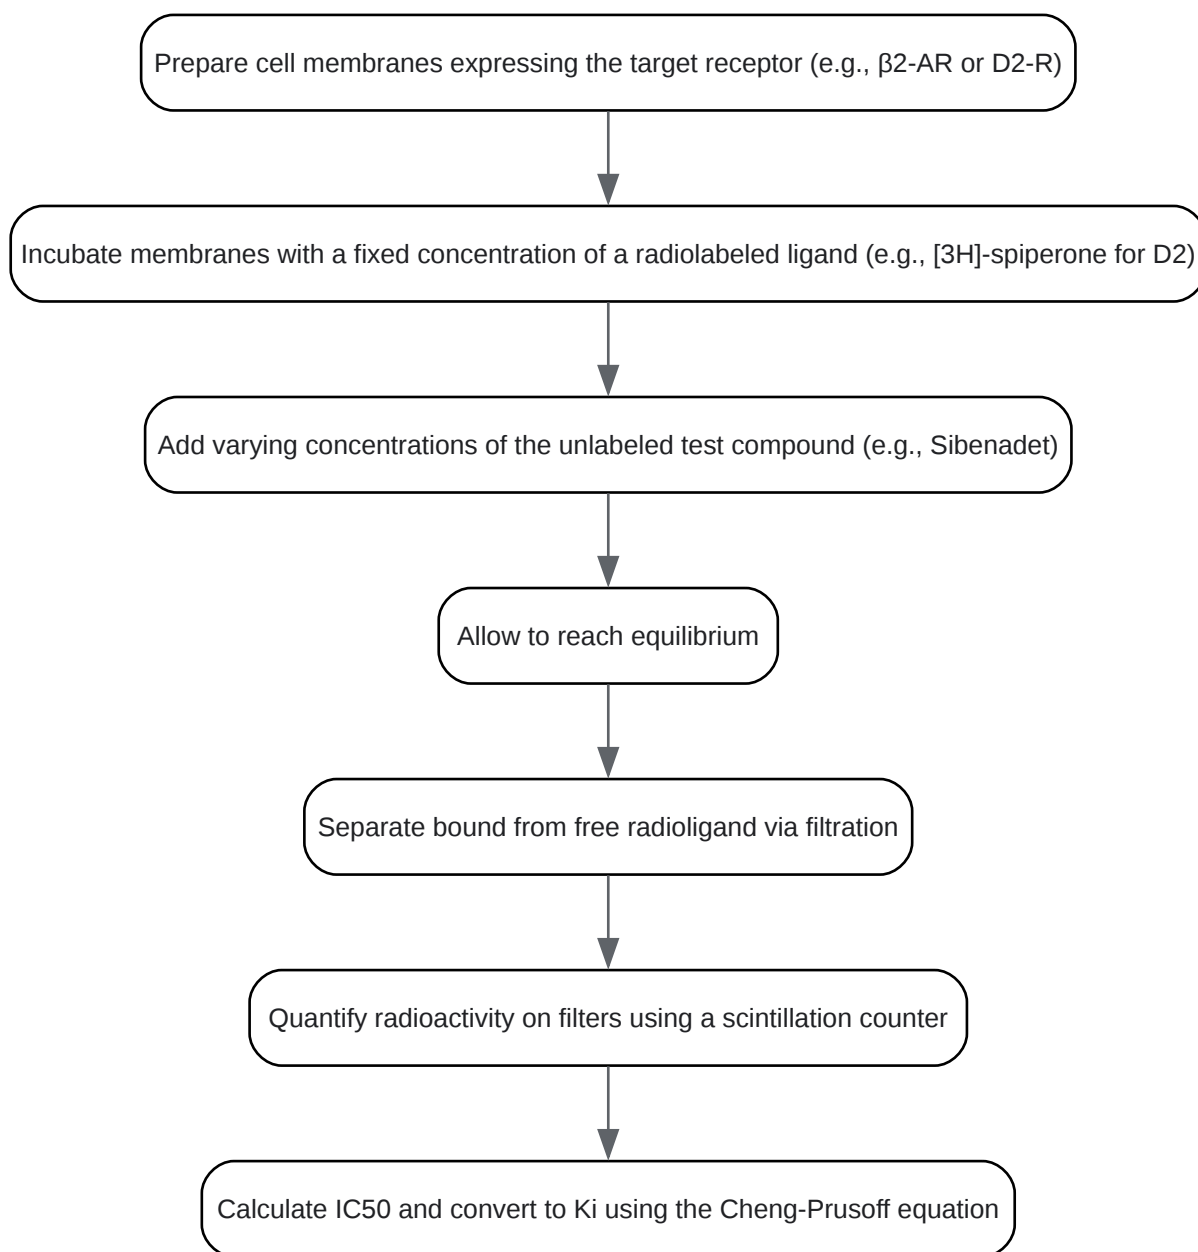 Prepare cell membranes expressing the target receptor (e.g., β2-AR or D2-R)
Incubate membranes with a fixed concentration of a radiolabeled ligand (e.g., [3H]-spiperone for D2)
Add varying concentrations of the unlabeled test compound (e.g., Sibenadet)
Allow to reach equilibrium
Separate bound from free radioligand via filtration
Quantify radioactivity on filters using a scintillation counter
Calculate IC50 and convert to Ki using the Cheng-Prusoff equation